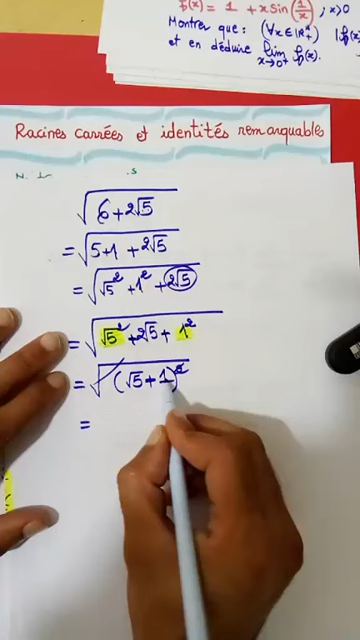 f(x) = 1 + x sin(1/x) ; x>0
Montrer que : (∀x∈ℝ*₊) |f(x)
et en déduire lim x→0⁺ f(x).
Racines carrées et identités remarquables
√(6+2√5)
= √(5+1+2√5)
= √(√5²+1²+2√5)
= √(√5²+2√5+1²)
= √((√5+1)²)
=